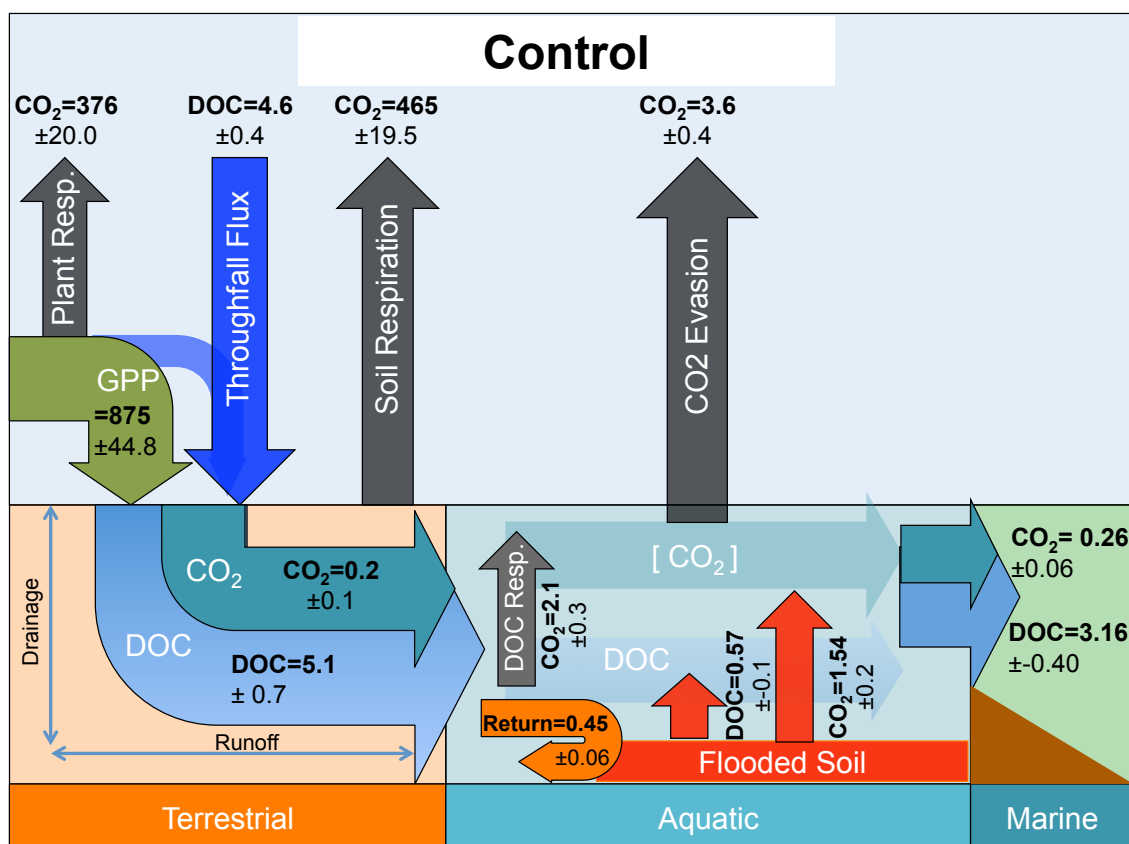 Control
CO₂=376
±20.0
DOC=4.6
±0.4
CO₂=465
±19.5
CO₂=3.6
±0.4
Plant Resp.
Throughfall Flux
Soil Respiration
CO2 Evasion
GPP
=875
±44.8
Drainage
CO₂
CO₂=0.2
±0.1
DOC
DOC=5.1
± 0.7
Runoff
DOC Resp.
CO₂=2.1
±0.3
[ CO₂ ]
DOC
DOC=0.57
±-0.1
CO₂=1.54
±0.2
Return=0.45
±0.06
Flooded Soil
CO₂= 0.26
±0.06
DOC=3.16
±-0.40
Terrestrial
Aquatic
Marine